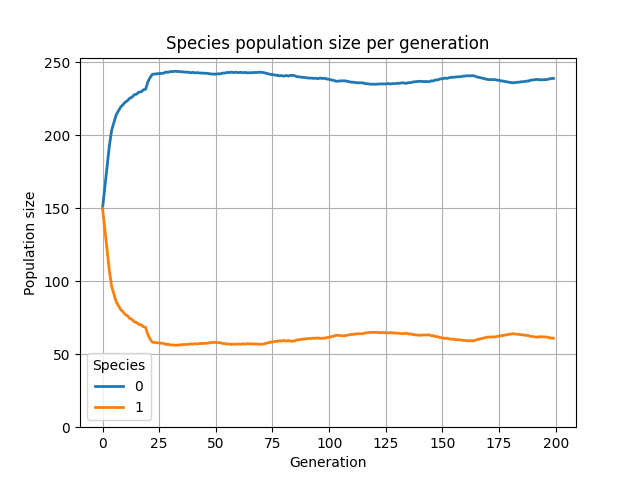 Species population size per generation
Population size
250
200
150
100
50
0
Species
0
1
0 25 50 75 100 125 150 175 200
Generation